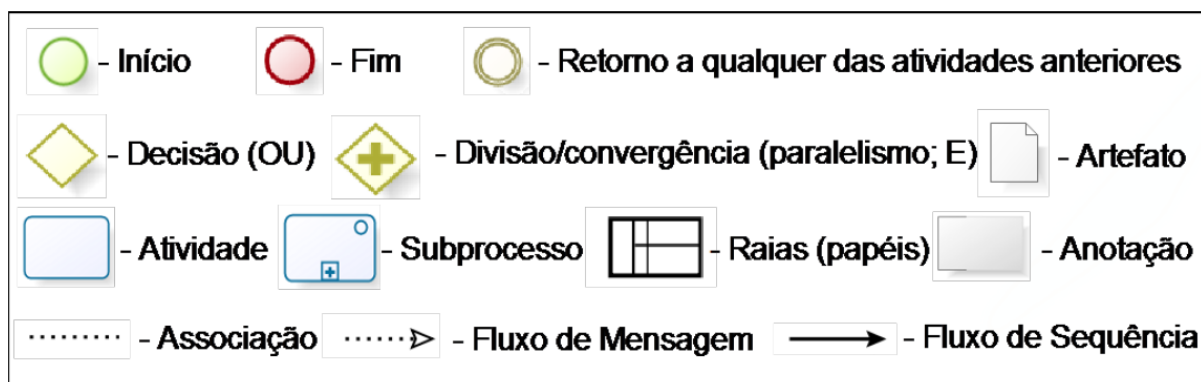 - Início - Fim - Retorno a qualquer das atividades anteriores
- Decisão (OU) - Divisão/convergência (paralelismo; E) - Artefato
- Atividade - Subprocesso - Raias (papéis) - Anotação
- Associação - Fluxo de Mensagem - Fluxo de Sequência